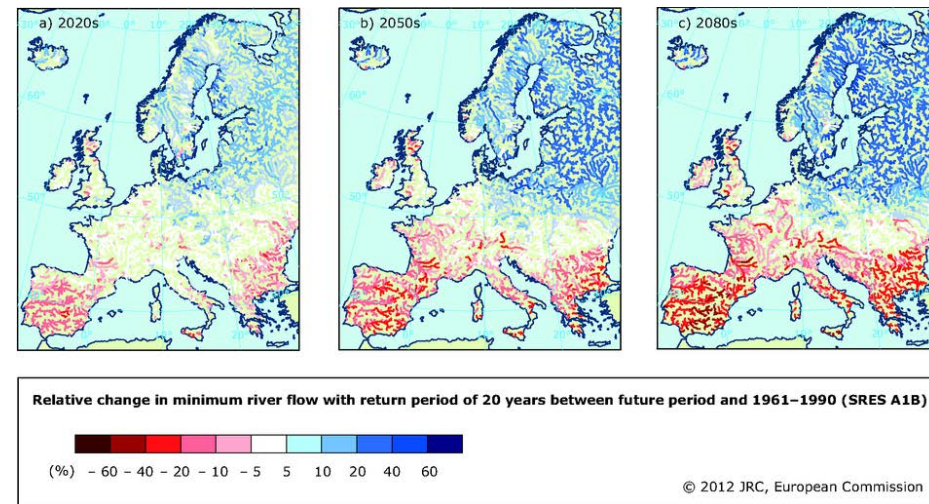 a) 2020s
b) 2050s
c) 2080s
Relative change in minimum river flow with return period of 20 years between future period and 1961–1990 (SRES A1B)
(%) – 60 – 40 – 20 – 10 – 5 5 10 20 40 60
© 2012 JRC, European Commission